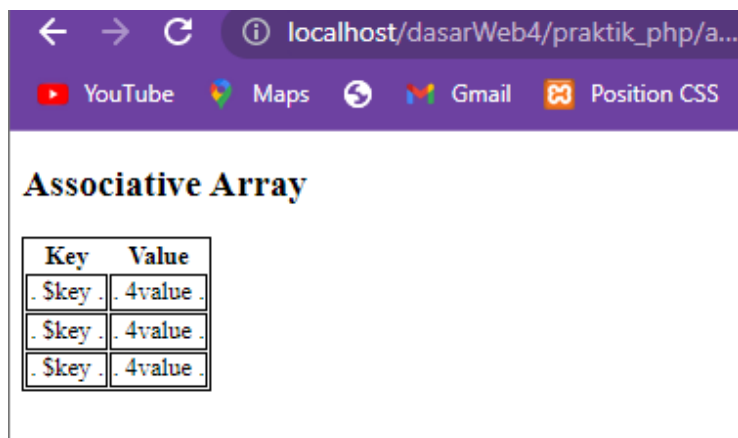 localhost/dasarWeb4/praktik_php/a...
YouTube Maps Gmail Position CSS
Associative Array
Key Value
. $key . . 4value .
. $key . . 4value .
. $key . . 4value .